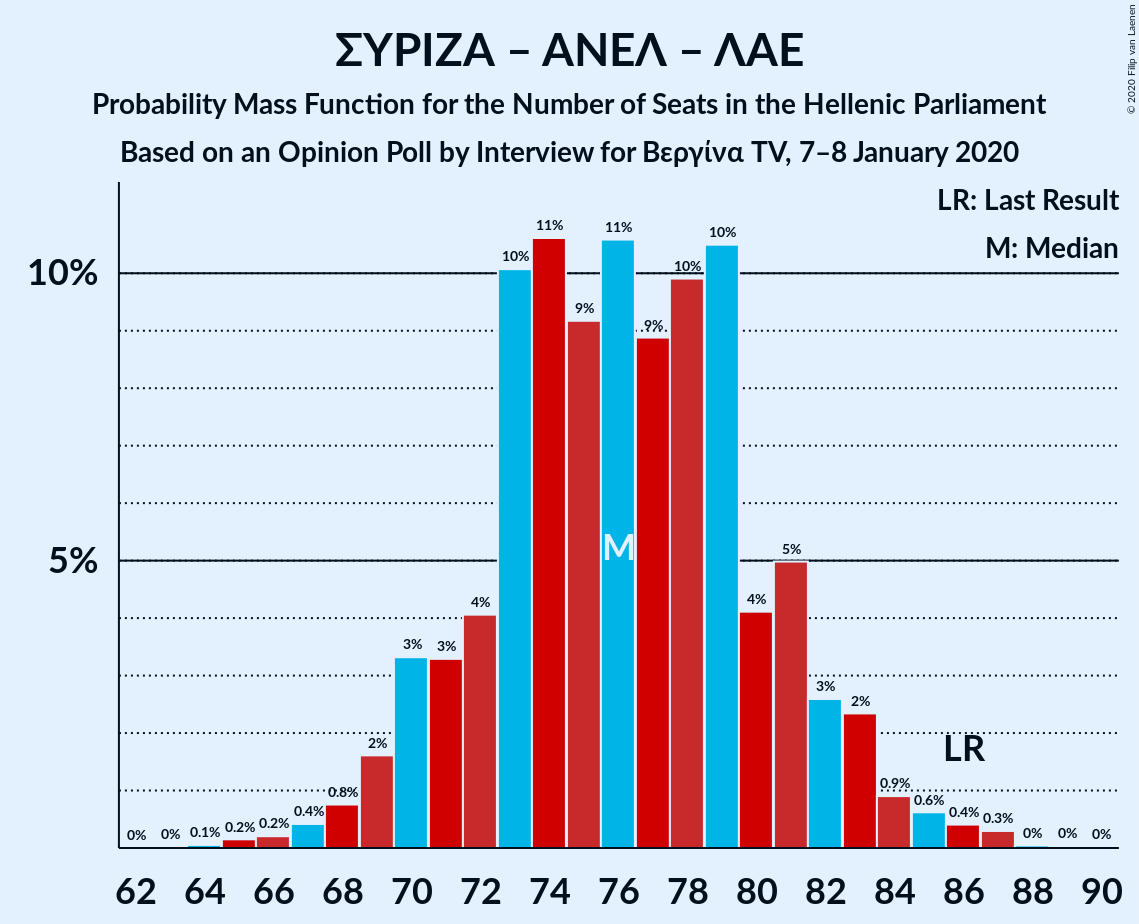 ΣΥΡΙΖΑ – ΑΝΕΛ – ΛΑΕ
Probability Mass Function for the Number of Seats in the Hellenic Parliament
Based on an Opinion Poll by Interview for Βεργίνα TV, 7–8 January 2020
© 2020 Filip van Laenen
LR: Last Result
M: Median
10%
5%
0% 0% 0.1% 0.2% 0.2% 0.4% 0.8% 2% 3% 3% 4% 10% 11% 9% 11% 9% 10% 10% 4% 5% 3% 2% 0.9% 0.6% 0.4% 0.3% 0% 0% 0%
M
LR
62 64 66 68 70 72 74 76 78 80 82 84 86 88 90